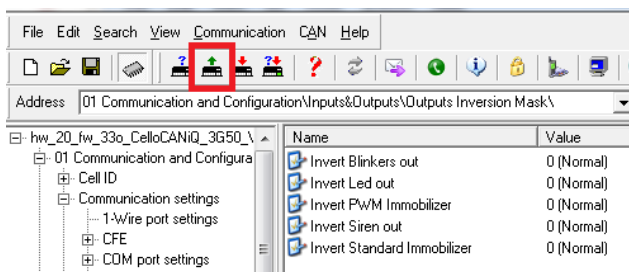 File Edit Search View Communication CAN Help
Address 01 Communication and Configuration\Inputs&Outputs\Outputs Inversion Mask\
hw_20_fw_33o_CelloCANiQ_3G50_\
01 Communication and Configura
Cell ID
Communication settings
1-Wire port settings
CFE
COM port settings
Name Value
Invert Blinkers out 0 (Normal)
Invert Led out 0 (Normal)
Invert PWM Immobilizer 0 (Normal)
Invert Siren out 0 (Normal)
Invert Standard Immobilizer 0 (Normal)